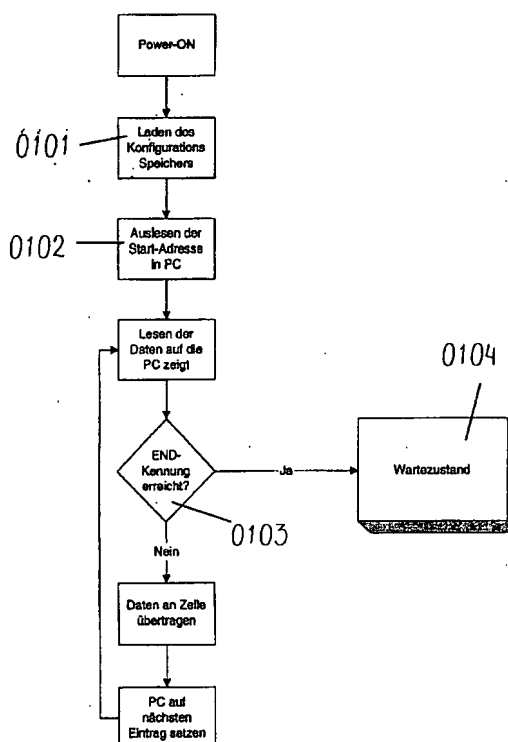 Power-ON
0101
Laden des
Konfigurations
Speichers
0102
Auslesen der
Start-Adresse
in PC
Lesen der
Daten auf die
PC zeigt
0104
END-
Kennung
erreicht?
Ja
Wartezustand
0103
Nein
Daten an Zelle
übertragen
PC auf
nächsten
Eintrag setzen